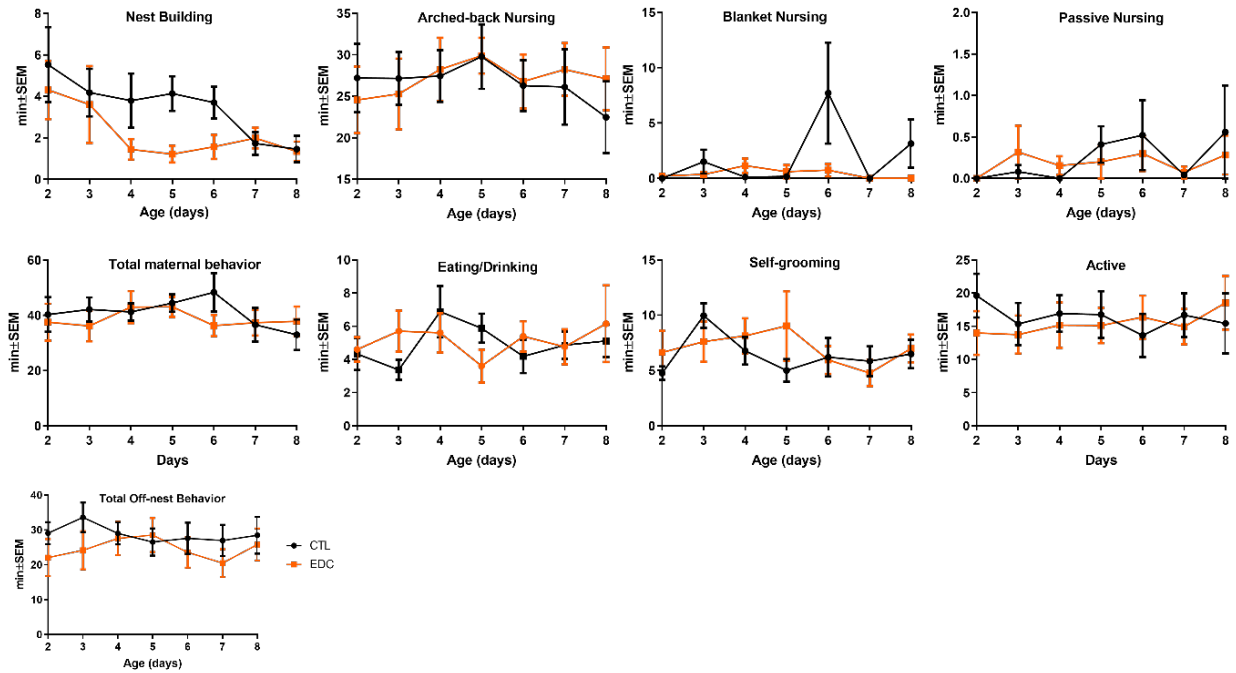 Nest Building
8
6
4
2
0
min±SEM
2 3 4 5 6 7 8
Age (days)
Arched-back Nursing
35
30
25
20
15
min±SEM
2 3 4 5 6 7 8
Age (days)
Blanket Nursing
15
10
5
0
min±SEM
2 3 4 5 6 7 8
Age (days)
Passive Nursing
2.0
1.5
1.0
0.5
0.0
min±SEM
2 3 4 5 6 7 8
Age (days)
Total maternal behavior
60
40
20
0
min±SEM
2 3 4 5 6 7 8
Days
Eating/Drinking
10
8
6
4
2
0
min±SEM
2 3 4 5 6 7 8
Age (days)
Self-grooming
15
10
5
0
min±SEM
2 3 4 5 6 7 8
Age (days)
Active
25
20
15
10
5
0
min±SEM
2 3 4 5 6 7 8
Days
Total Off-nest Behavior
40
30
20
10
0
min±SEM
2 3 4 5 6 7 8
Age (days)
CTL
EDC